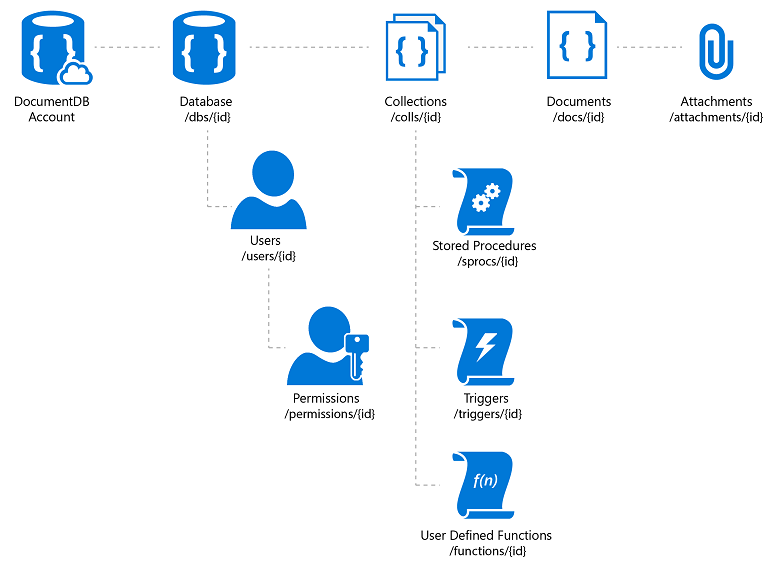 DocumentDB
Account
Database
/dbs/{id}
Collections
/colls/{id}
Documents
/docs/{id}
Attachments
/attachments/{id}
Users
/users/{id}
Stored Procedures
/sprocs/{id}
Permissions
/permissions/{id}
Triggers
/triggers/{id}
f(n)
User Defined Functions
/functions/{id}